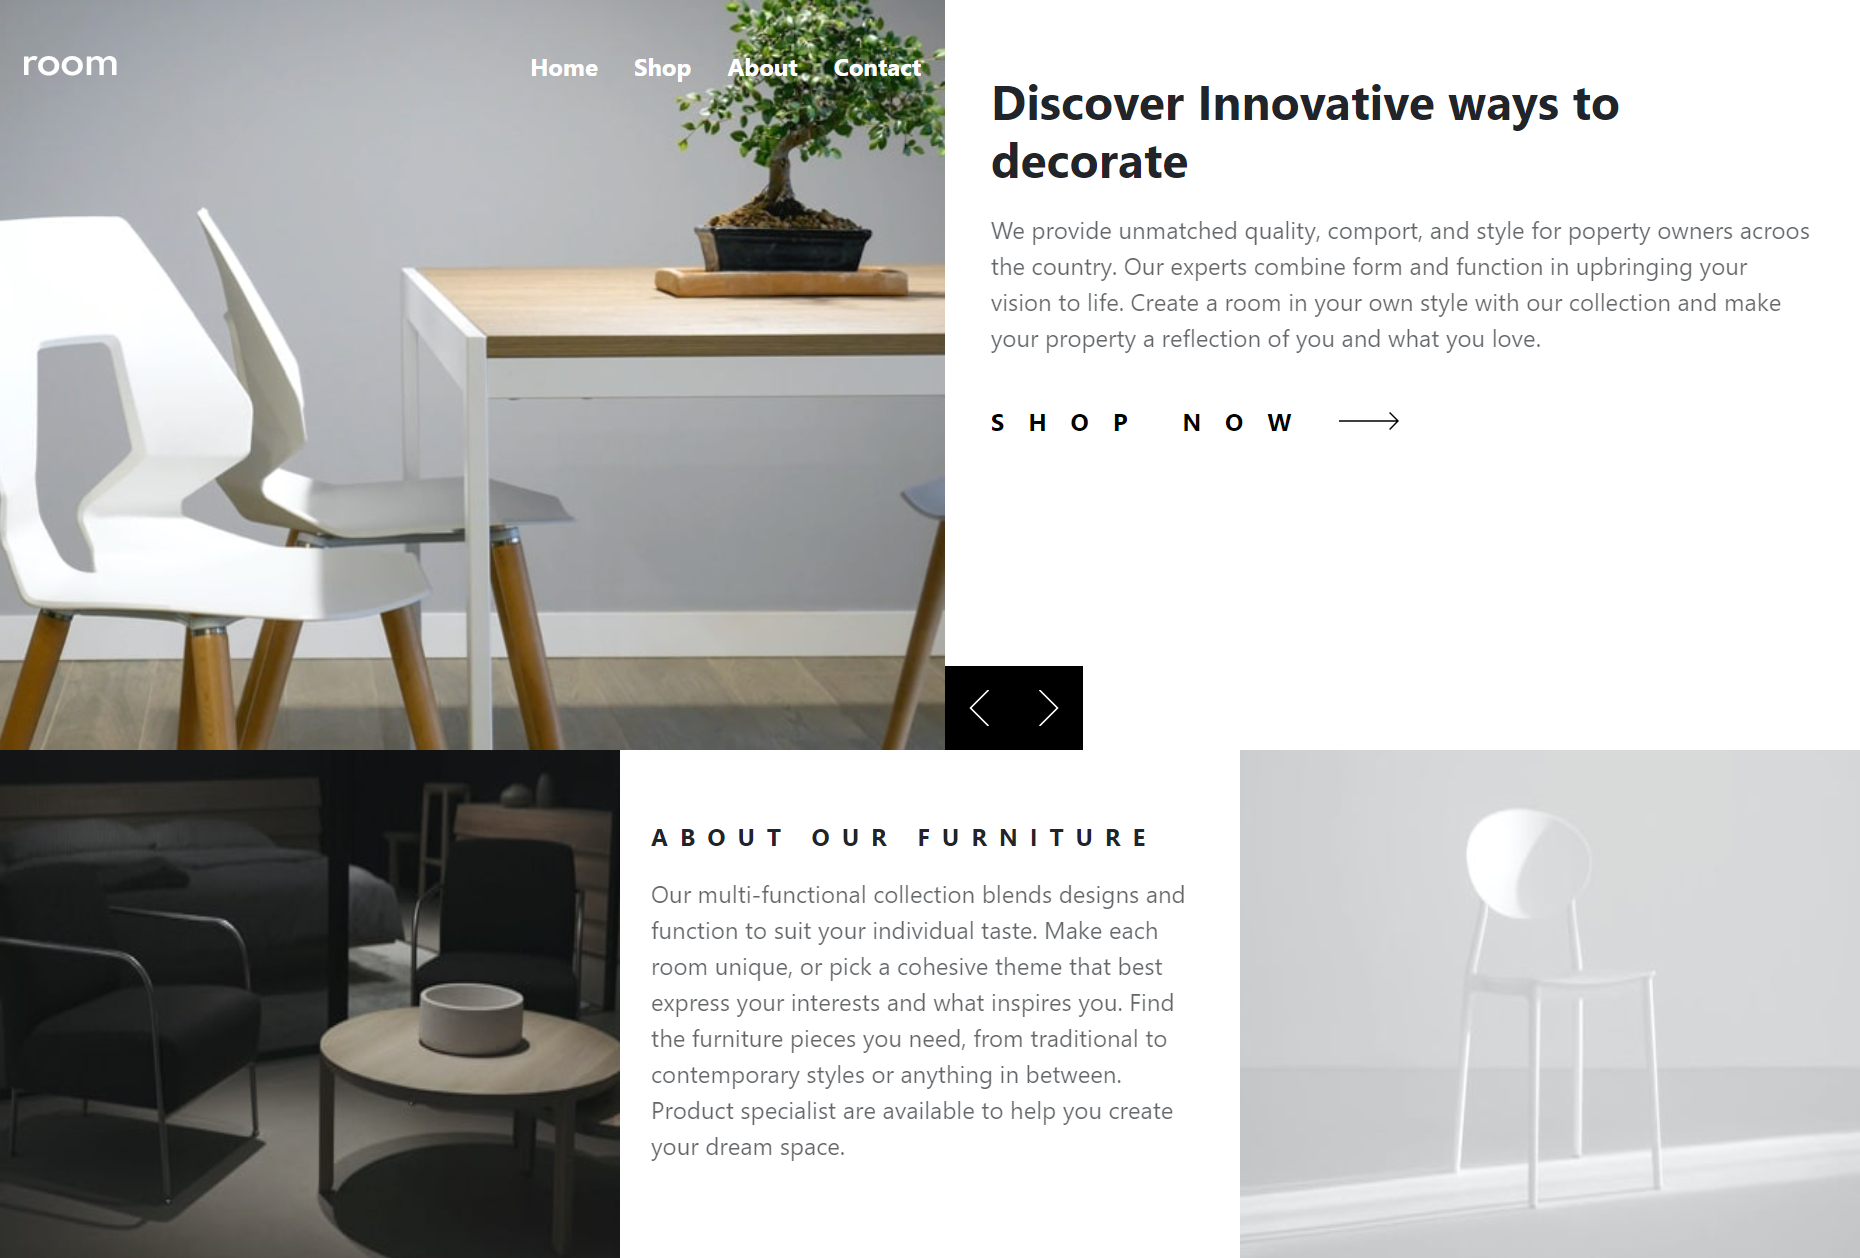 room
Home Shop About Contact
Discover Innovative ways to
decorate
We provide unmatched quality, comport, and style for poperty owners acroos
the country. Our experts combine form and function in upbringing your
vision to life. Create a room in your own style with our collection and make
your property a reflection of you and what you love.
SHOP NOW
ABOUT OUR FURNITURE
Our multi-functional collection blends designs and
function to suit your individual taste. Make each
room unique, or pick a cohesive theme that best
express your interests and what inspires you. Find
the furniture pieces you need, from traditional to
contemporary styles or anything in between.
Product specialist are available to help you create
your dream space.